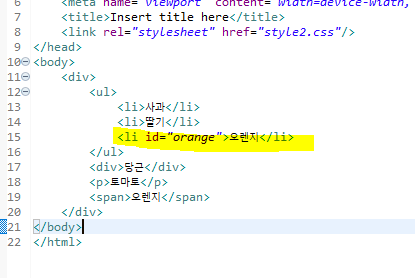 6 <meta name="viewport" content="width=device-width,
7 <title>Insert title here</title>
8 <link rel="stylesheet" href="style2.css"/>
9 </head>
10 <body>
11 <div>
12 <ul>
13 <li>사과</li>
14 <li>딸기</li>
15 <li id="orange">오렌지</li>
16 </ul>
17 <div>당근</div>
18 <p>토마토</p>
19 <span>오렌지</span>
20 </div>
21 </body>
22 </html>